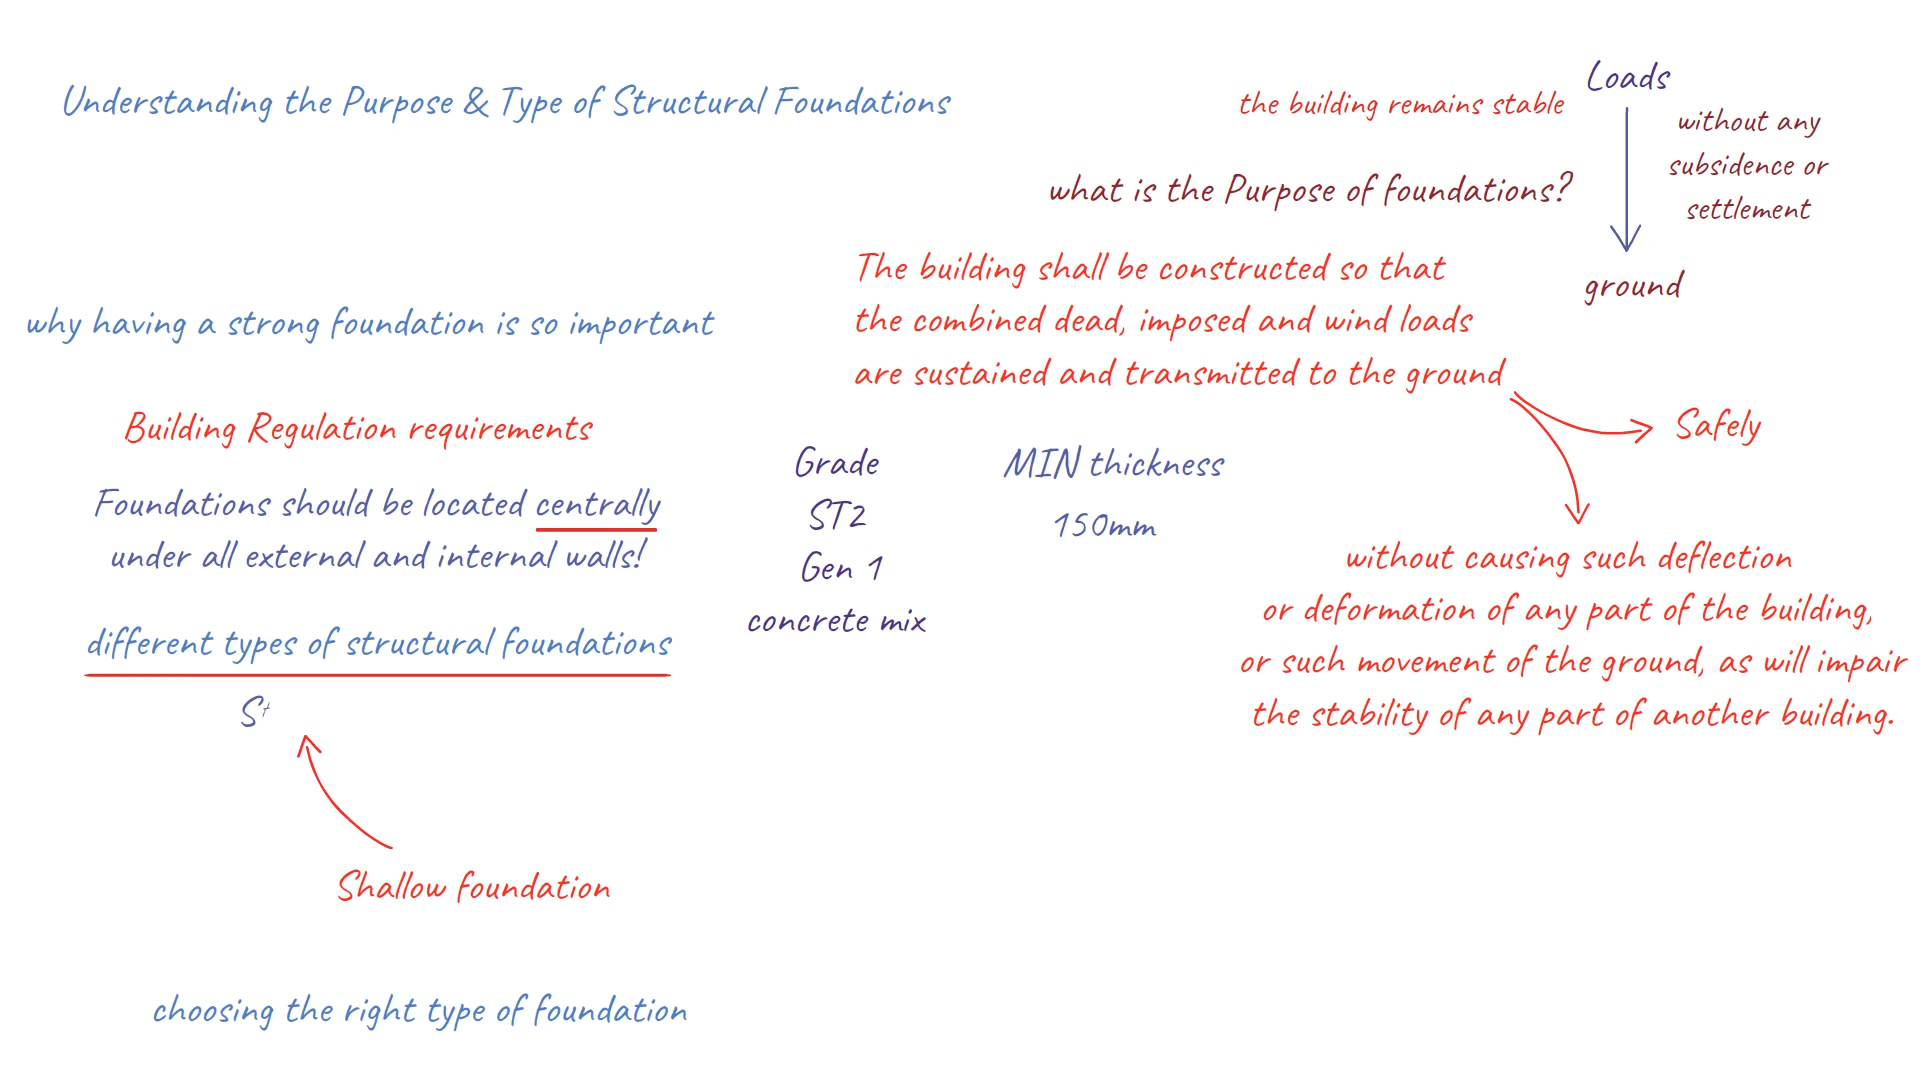 Understanding the Purpose & Type of Structural Foundations
why having a strong foundation is so important
Building Regulation requirements
Foundations should be located centrally
under all external and internal walls!
different types of structural foundations
St
Shallow foundation
choosing the right type of foundation
Grade
ST2
Gen 1
concrete mix
MIN thickness
150mm
the building remains stable
what is the Purpose of foundations?
Loads
without any
subsidence or
settlement
ground
The building shall be constructed so that
the combined dead, imposed and wind loads
are sustained and transmitted to the ground
Safely
without causing such deflection
or deformation of any part of the building,
or such movement of the ground, as will impair
the stability of any part of another building.